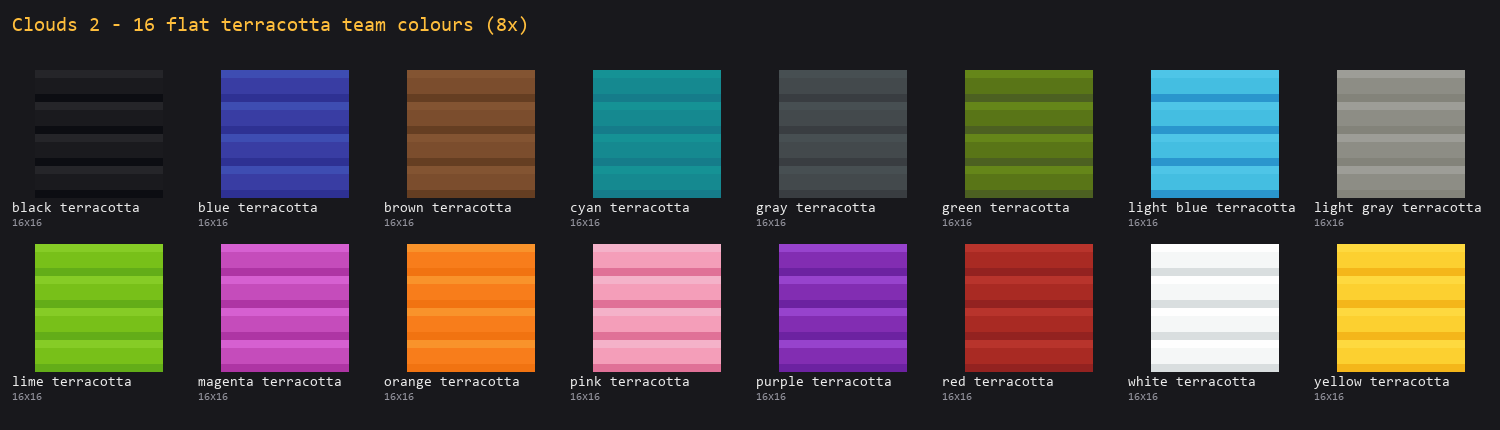 Clouds 2 - 16 flat terracotta team colours (8x)
black terracotta blue terracotta brown terracotta cyan terracotta gray terracotta green terracotta light blue terracotta light gray terracotta
16x16 16x16 16x16 16x16 16x16 16x16 16x16 16x16
lime terracotta magenta terracotta orange terracotta pink terracotta purple terracotta red terracotta white terracotta yellow terracotta
16x16 16x16 16x16 16x16 16x16 16x16 16x16 16x16